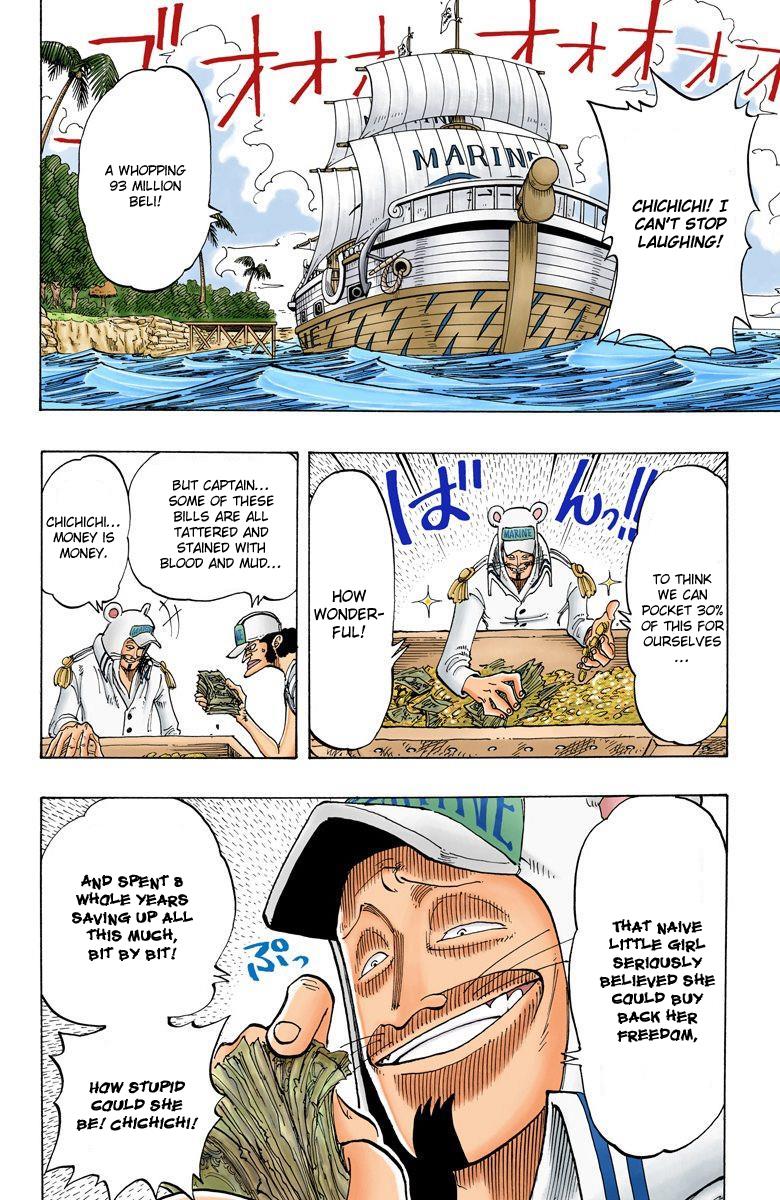 ブオオオオオオオ
CHICHICHI! I
CAN'T STOP
LAUGHING!
A WHOPPING
93 MILLION
BELI!
MARINE
ばんっ!!
MARINE
TO THINK
WE CAN
POCKET 30%
OF THIS FOR
OURSELVES
...
HOW
WONDER-
FUL!
BUT CAPTAIN...
SOME OF THESE
BILLS ARE ALL
TATTERED AND
STAINED WITH
BLOOD AND MUD...
CHICHICHI...
MONEY IS
MONEY.
MARINE
THAT NAIVE
LITTLE GIRL
SERIOUSLY
BELIEVED SHE
COULD BUY
BACK HER
FREEDOM,
AND SPENT 8
WHOLE YEARS
SAVING UP ALL
THIS MUCH,
BIT BY BIT!
ぷっ
HOW STUPID
COULD SHE
BE! CHICHICHI!